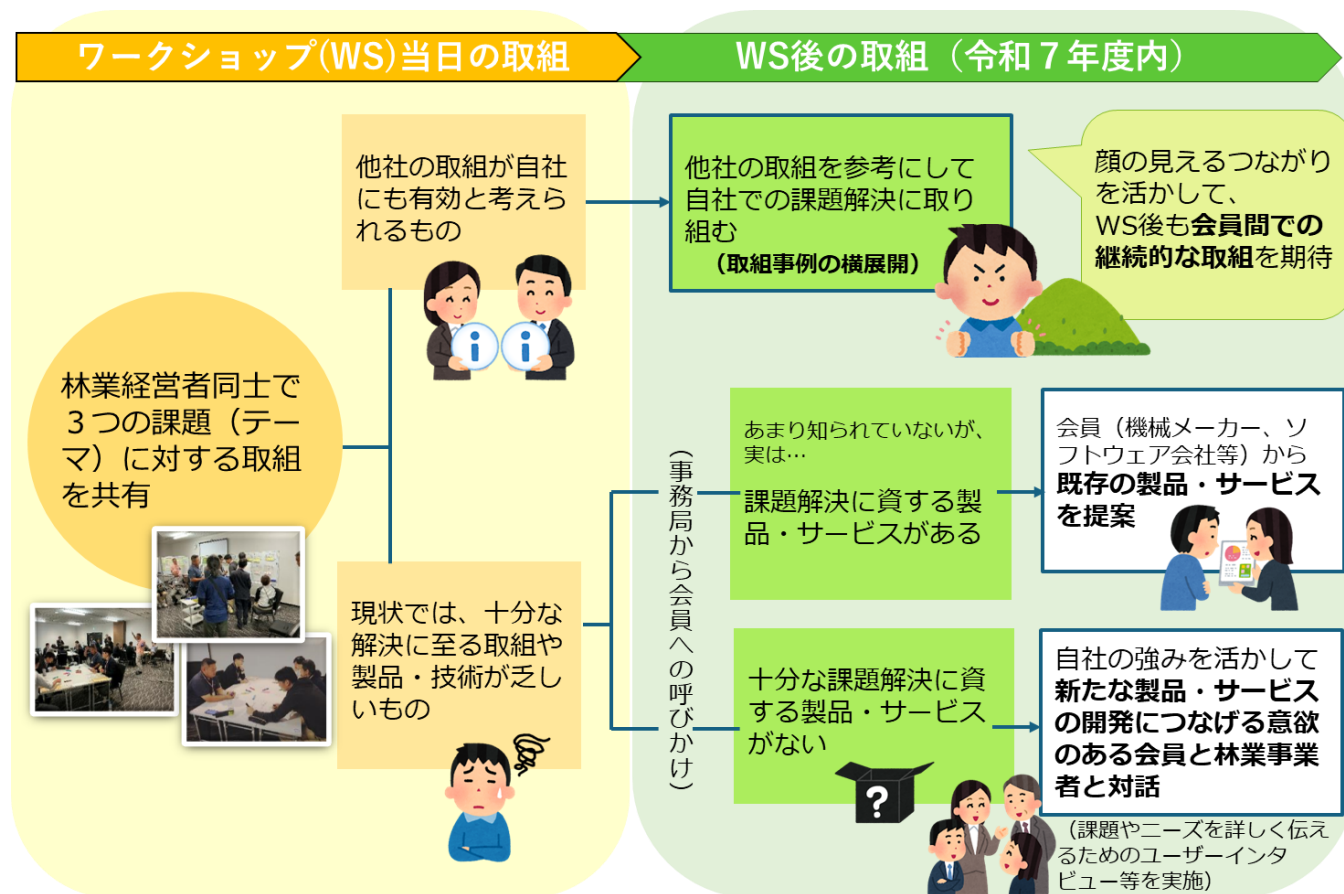 ワークショップ(WS)当日の取組
WS後の取組（令和７年度内）
林業経営者同士で
３つの課題（テー
マ）に対する取組
を共有
他社の取組が自社
にも有効と考えら
れるもの
他社の取組を参考にして
自社での課題解決に取り
組む
（取組事例の横展開）
顔の見えるつながり
を活かして、
WS後も会員間での
継続的な取組を期待
現状では、十分な
解決に至る取組や
製品・技術が乏し
いもの
（事務局から会員への呼びかけ）
あまり知られていないが、
実は…
課題解決に資する製
品・サービスがある
会員（機械メーカー、ソ
フトウェア会社等）から
既存の製品・サービス
を提案
十分な課題解決に資
する製品・サービス
がない
?
自社の強みを活かして
新たな製品・サービス
の開発につなげる意欲
のある会員と林業事業
者と対話
（課題やニーズを詳しく伝え
るためのユーザーインタ
ビュー等を実施）